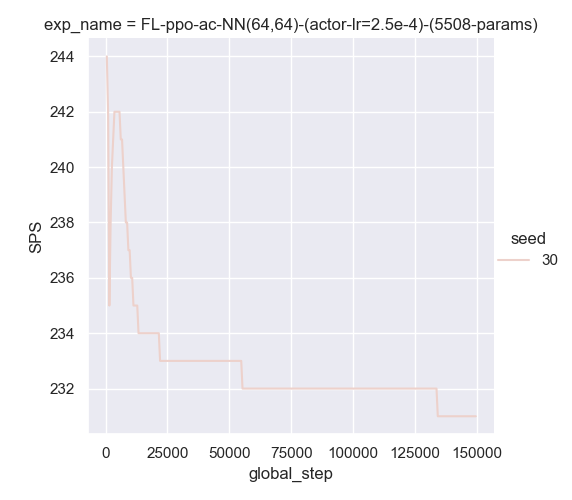 exp_name = FL-ppo-ac-NN(64,64)-(actor-lr=2.5e-4)-(5508-params)
244
242
240
238
236
234
232
SPS
seed
30
0 25000 50000 75000 100000 125000 150000
global_step